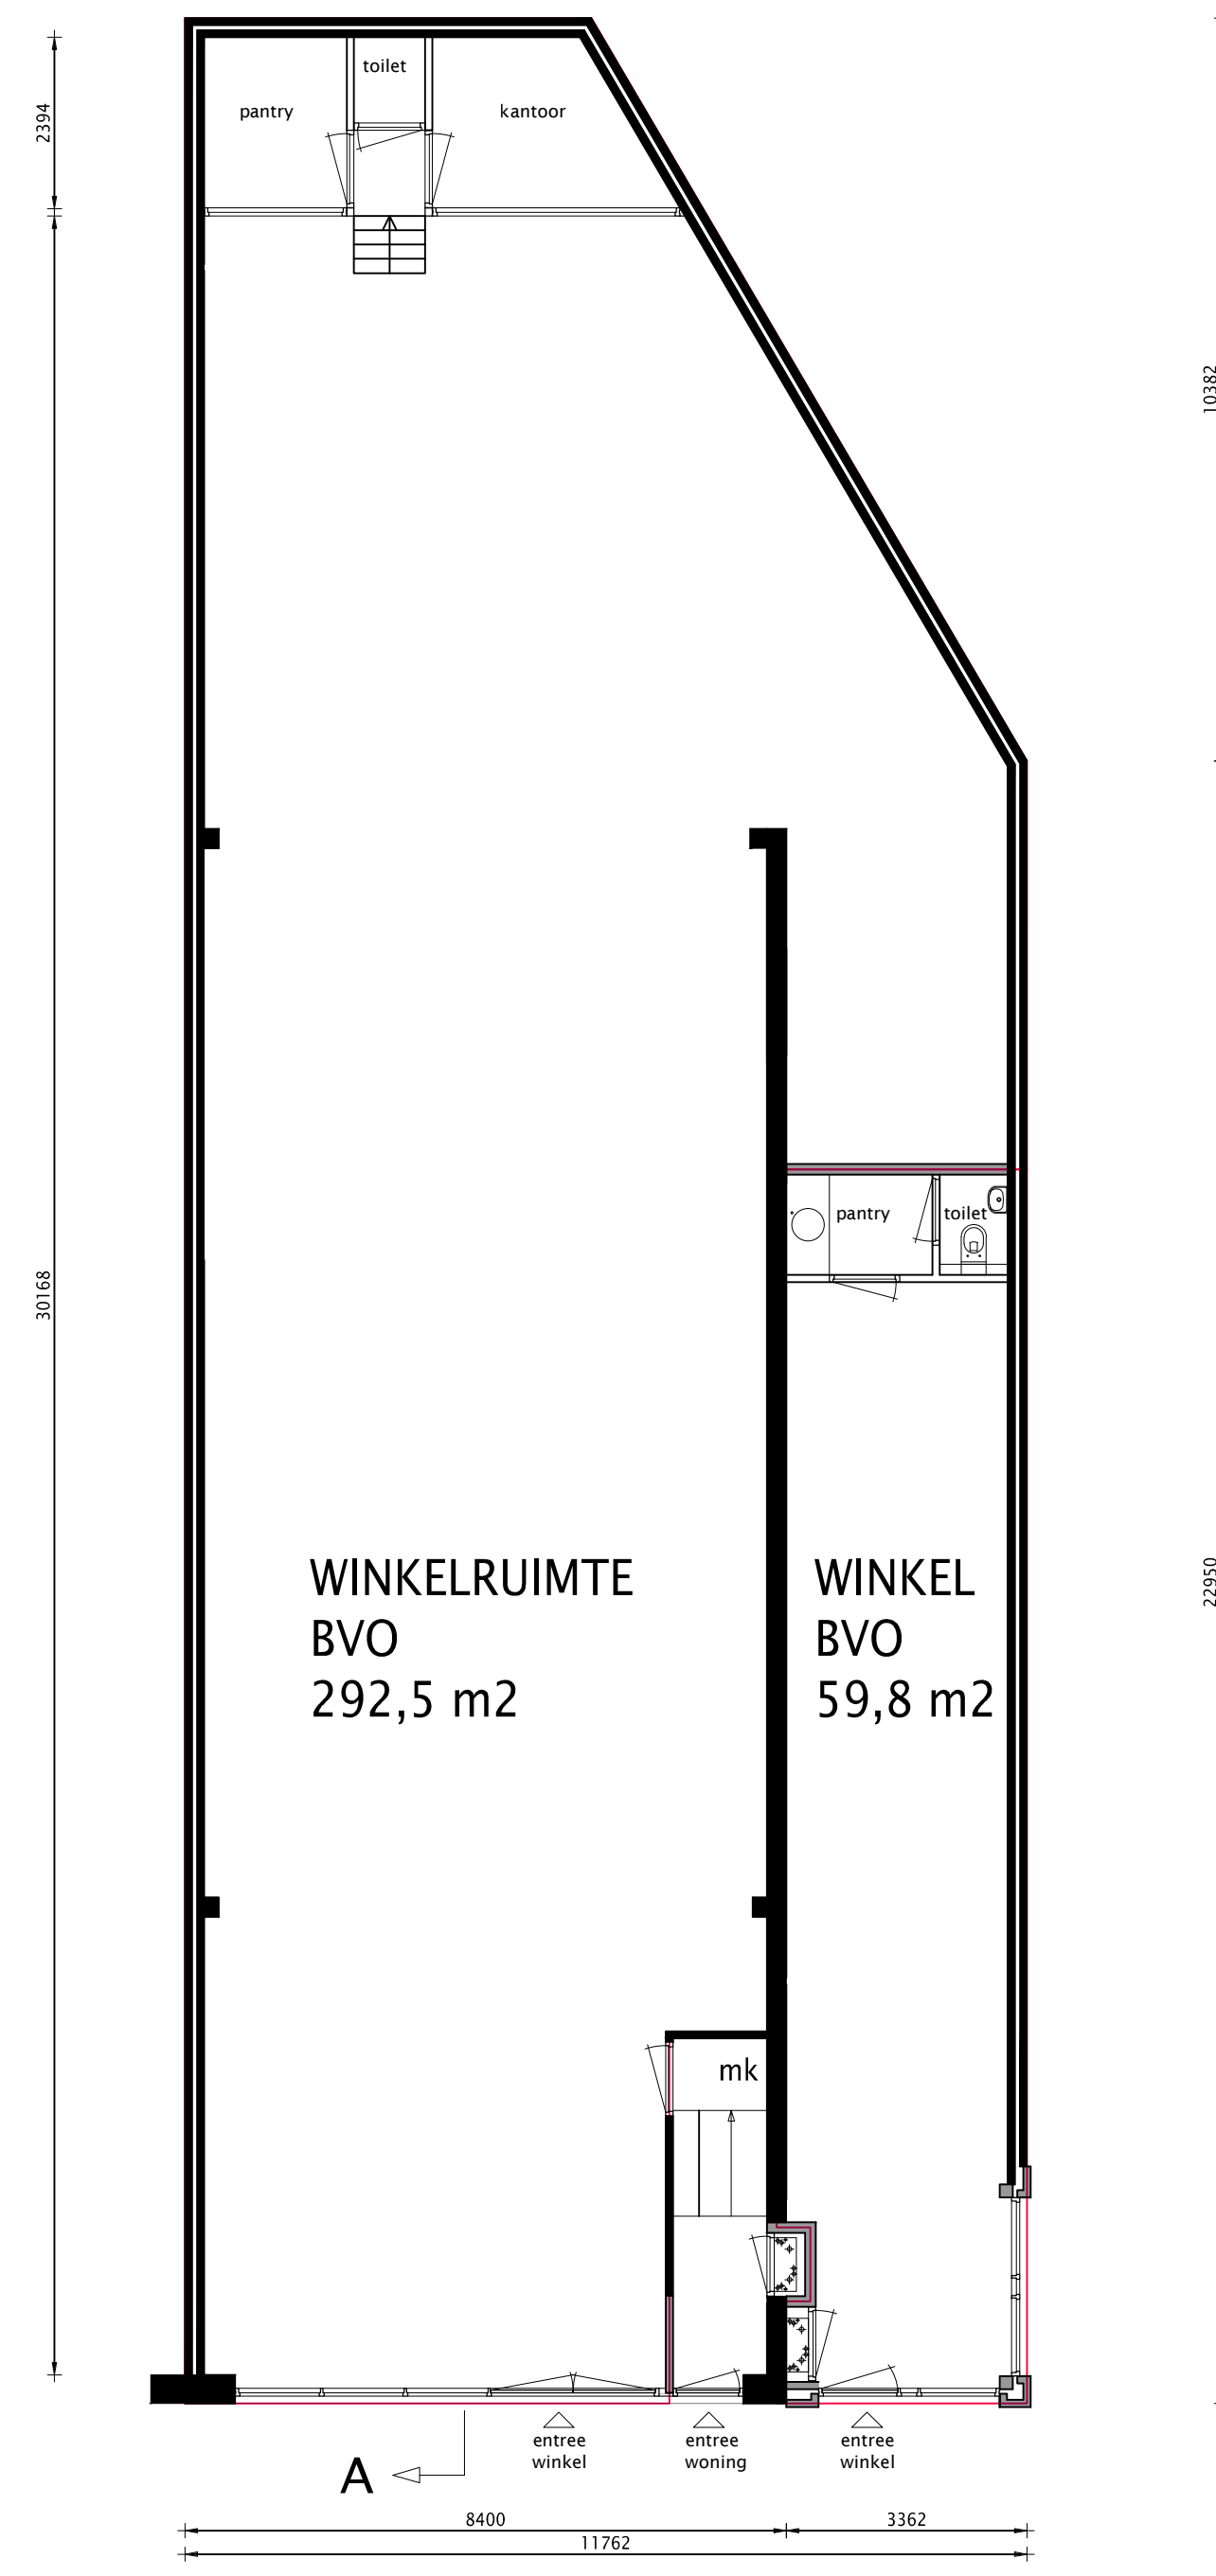 toilet
pantry
kantoor
2394
10382
pantry
toilet
30168
WINKELRUIMTE
BVO
292,5 m2
WINKEL
BVO
59,8 m2
22950
mk
entree
winkel
entree
woning
entree
winkel
A
8400
3362
11762